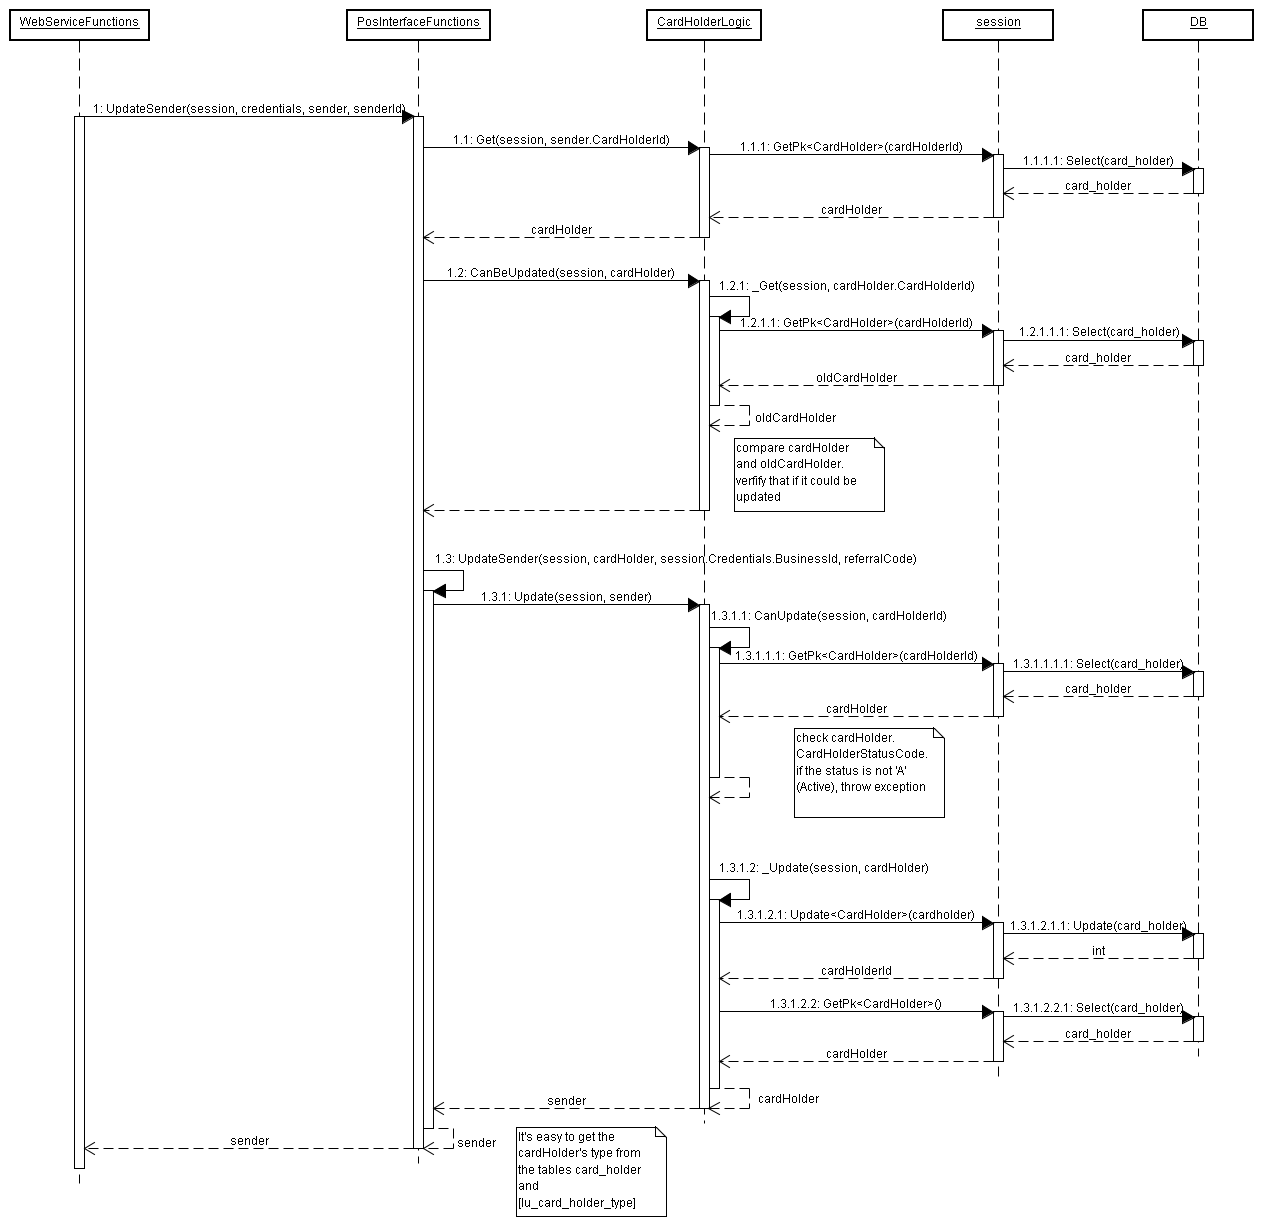 WebServiceFunctions
PosInterfaceFunctions
CardHolderLogic
session
DB
1: UpdateSender(session, credentials, sender, senderId)
1.1: Get(session, sender.CardHolderId)
1.1.1: GetPk<CardHolder>(cardHolderId)
1.1.1.1: Select(card_holder)
card_holder
cardHolder
cardHolder
1.2: CanBeUpdated(session, cardHolder)
1.2.1: _Get(session, cardHolder.CardHolderId)
1.2.1.1: GetPk<CardHolder>(cardHolderId)
1.2.1.1.1: Select(card_holder)
card_holder
oldCardHolder
oldCardHolder
compare cardHolder
and oldCardHolder.
verfify that if it could be
updated
1.3: UpdateSender(session, cardHolder, session.Credentials.BusinessId, referralCode)
1.3.1: Update(session, sender)
1.3.1.1: CanUpdate(session, cardHolderId)
1.3.1.1.1: GetPk<CardHolder>(cardHolderId)
1.3.1.1.1.1: Select(card_holder)
card_holder
cardHolder
check cardHolder.
CardHolderStatusCode.
if the status is not 'A'
(Active), throw exception
1.3.1.2: _Update(session, cardHolder)
1.3.1.2.1: Update<CardHolder>(cardholder)
1.3.1.2.1.1: Update(card_holder)
int
cardHolderId
1.3.1.2.2: GetPk<CardHolder>()
1.3.1.2.2.1: Select(card_holder)
card_holder
cardHolder
cardHolder
sender
sender
sender
It's easy to get the
cardHolder's type from
the tables card_holder
and
[lu_card_holder_type]